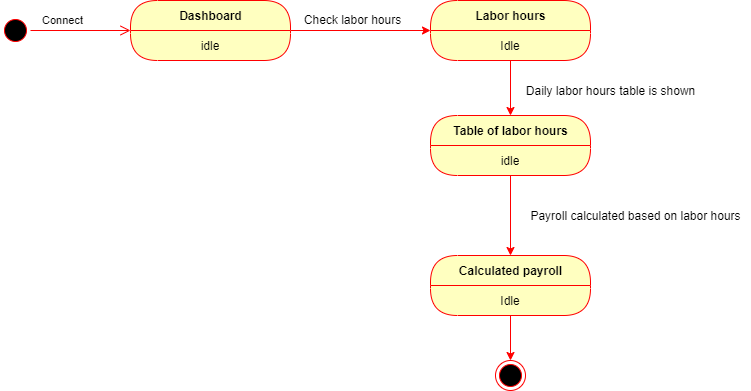 Connect
Dashboard
idle
Check labor hours
Labor hours
Idle
Daily labor hours table is shown
Table of labor hours
idle
Payroll calculated based on labor hours
Calculated payroll
Idle